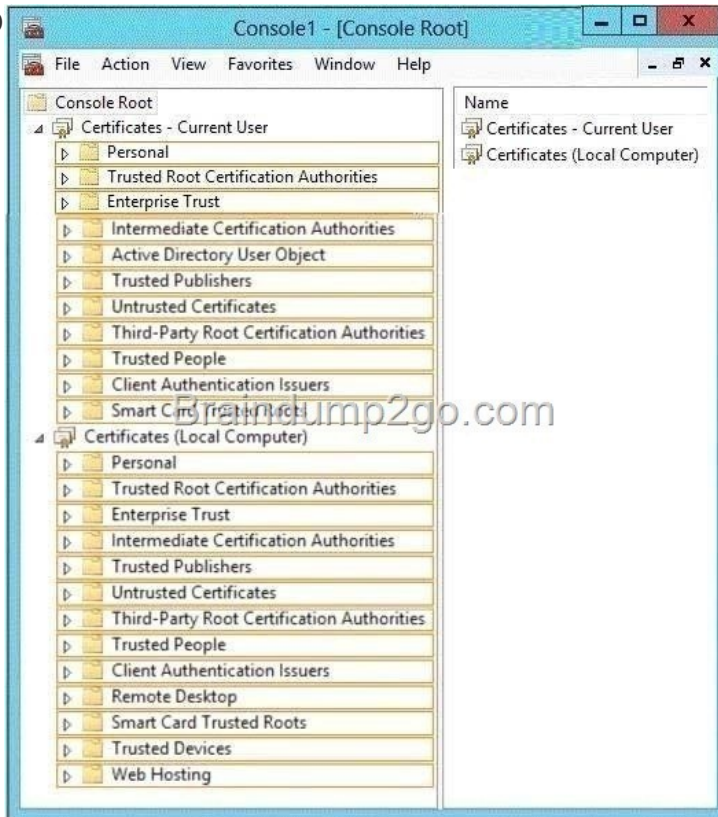 Console1 - [Console Root]
File Action View Favorites Window Help
Console Root
Certificates - Current User
Personal
Trusted Root Certification Authorities
Enterprise Trust
Intermediate Certification Authorities
Active Directory User Object
Trusted Publishers
Untrusted Certificates
Third-Party Root Certification Authorities
Trusted People
Client Authentication Issuers
Smart Card Trusted Roots
Braindump2go.com
Certificates (Local Computer)
Personal
Trusted Root Certification Authorities
Enterprise Trust
Intermediate Certification Authorities
Trusted Publishers
Untrusted Certificates
Third-Party Root Certification Authorities
Trusted People
Client Authentication Issuers
Remote Desktop
Smart Card Trusted Roots
Trusted Devices
Web Hosting
Name
Certificates - Current User
Certificates (Local Computer)